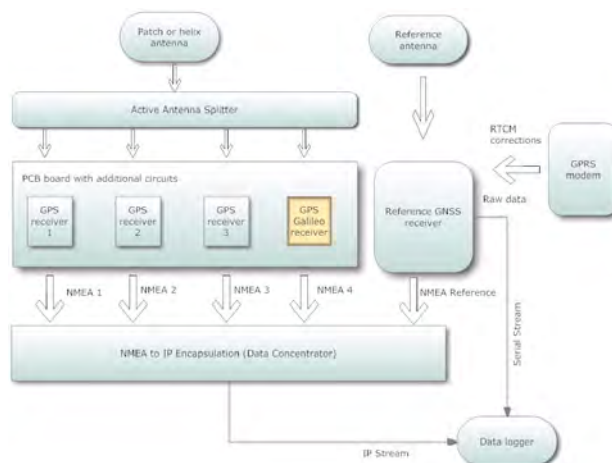 Patch or helix
antenna
Reference
antenna
Active Antenna Splitter
RTCM
corrections
GPRS
modem
PCB board with additional circuits
GPS
receiver
1
GPS
receiver
2
GPS
receiver
3
GPS
Galileo
receiver
Reference GNSS
receiver
Raw data
NMEA 1
NMEA 2
NMEA 3
NMEA 4
NMEA Reference
Serial Stream
NMEA to IP Encapsulation (Data Concentrator)
IP Stream
Data logger